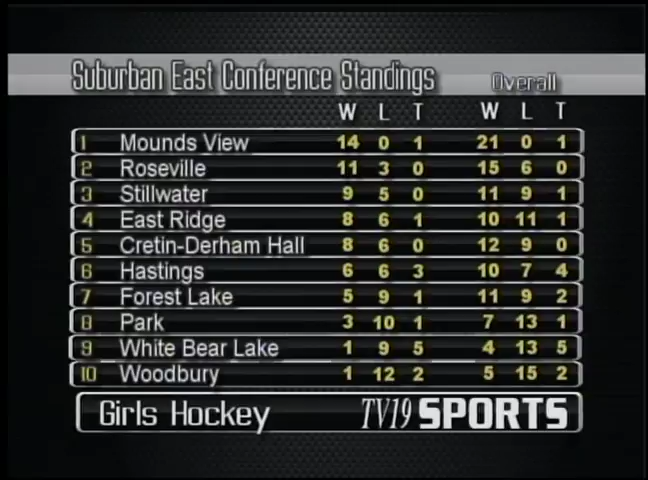 Suburban East Conference Standings Overall
W L T W L T
1 Mounds View 14 0 1 21 0 1
2 Roseville 11 3 0 15 6 0
3 Stillwater 9 5 0 11 9 1
4 East Ridge 8 6 1 10 11 1
5 Cretin-Derham Hall 8 6 0 12 9 0
6 Hastings 6 6 3 10 7 4
7 Forest Lake 5 9 1 11 9 2
8 Park 3 10 1 7 13 1
9 White Bear Lake 1 9 5 4 13 5
10 Woodbury 1 12 2 5 15 2
Girls Hockey TV19 SPORTS